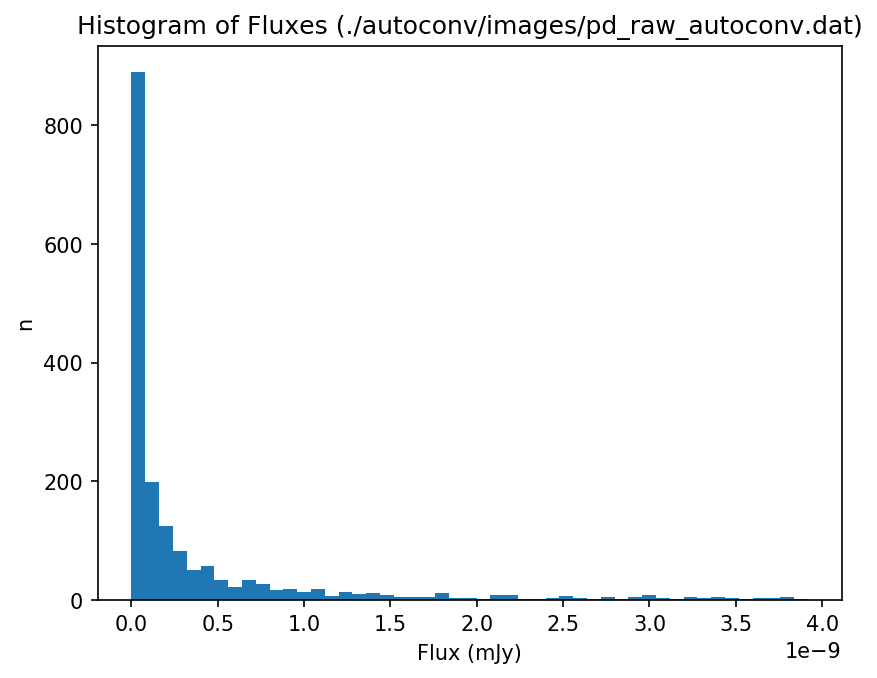 Histogram of Fluxes (./autoconv/images/pd_raw_autoconv.dat)
800
600
400
200
0
n
0.0 0.5 1.0 1.5 2.0 2.5 3.0 3.5 4.0
1e−9
Flux (mJy)